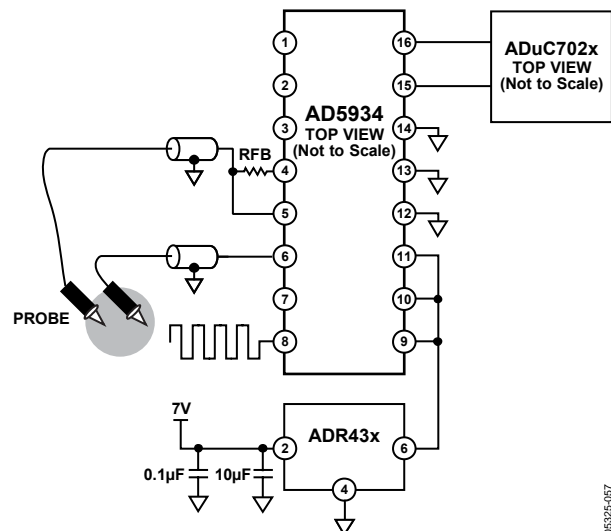 1
16
ADuC702x
TOP VIEW
(Not to Scale)
2
15
AD5934
TOP VIEW
(Not to Scale)
3
14
RFB
4
13
5
12
6
11
7
10
PROBE
8
9
7V
2
ADR43x
6
0.1µF
10µF
4
05325-057